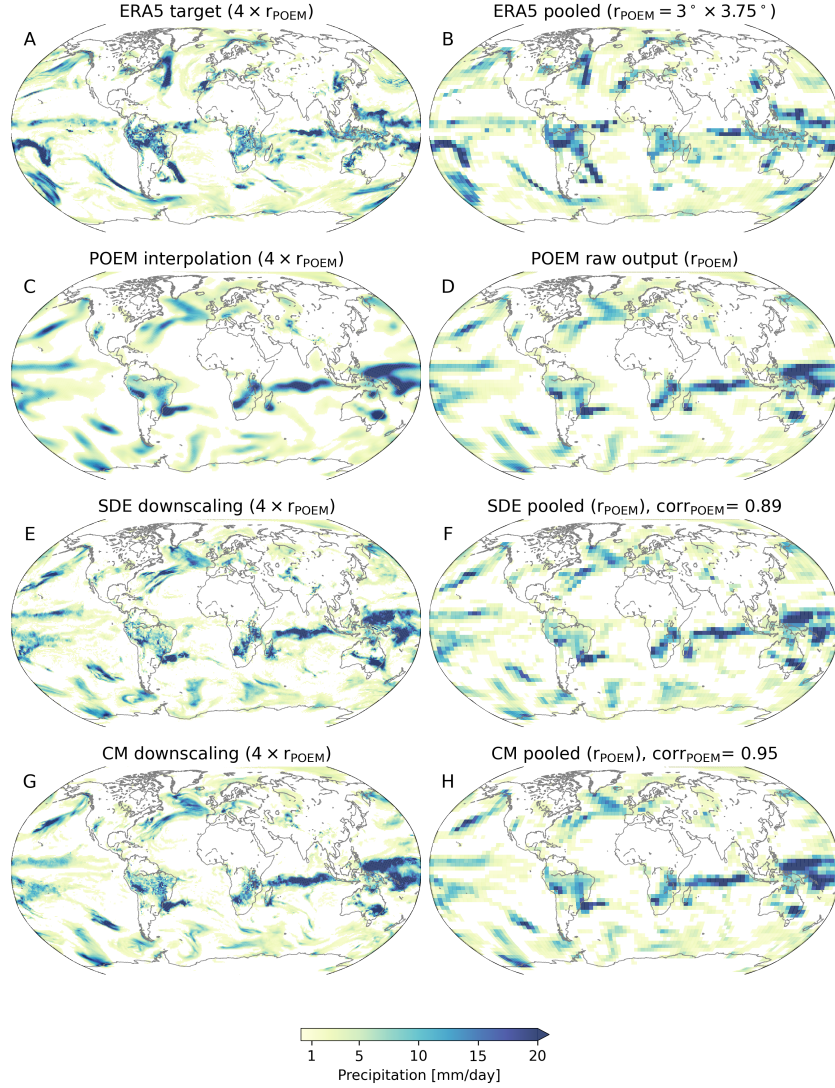 ERA5 target (4 × r_POEM)
ERA5 pooled (r_POEM = 3° × 3.75°)
A
B
POEM interpolation (4 × r_POEM)
POEM raw output (r_POEM)
C
D
SDE downscaling (4 × r_POEM)
SDE pooled (r_POEM), corr_POEM= 0.89
E
F
CM downscaling (4 × r_POEM)
CM pooled (r_POEM), corr_POEM= 0.95
G
H
1 5 10 15 20
Precipitation [mm/day]